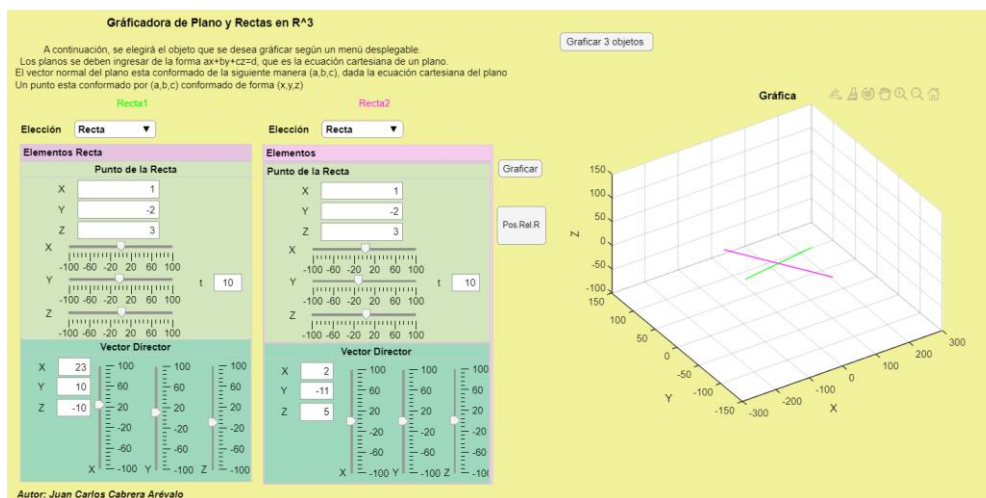 Gráficadora de Plano y Rectas en R^3
A continuación, se elegirá el objeto que se desea gráficar según un menú desplegable.
Los planos se deben ingresar de la forma ax+by+cz=d, que es la ecuación cartesiana de un plano.
El vector normal del plano esta conformado de la siguiente manera (a,b,c), dada la ecuación cartesiana del plano
Un punto esta conformado por (a,b,c) conformado de forma (x,y,z)
Recta1
Elección Recta
Elementos Recta
Punto de la Recta
X 1
Y -2
Z 3
X
-100 -60 -20 20 60 100
Y
-100 -60 -20 20 60 100
t 10
Z
-100 -60 -20 20 60 100
Vector Director
X 23
Y 10
Z -10
100 100 100
60 60 60
20 20 20
-20 -20 -20
-60 -60 -60
X -100 Y -100 Z -100
Recta2
Elección Recta
Elementos
Punto de la Recta
X 1
Y -2
Z 3
X
-100 -60 -20 20 60 100
Y
-100 -60 -20 20 60 100
t 10
Z
-100 -60 -20 20 60 100
Vector Director
X 2
Y -11
Z 5
100 100 100
60 60 60
20 20 20
-20 -20 -20
-60 -60 -60
X -100 Y -100 Z -100
Graficar
Pos.Rel.R
Graficar 3 objetos
Gráfica
150
100
50
0
-50
-100
Z
150
100
50
0
-50
-100
-150
Y
-300
-200
-100
0
100
200
300
X
Autor: Juan Carlos Cabrera Arévalo